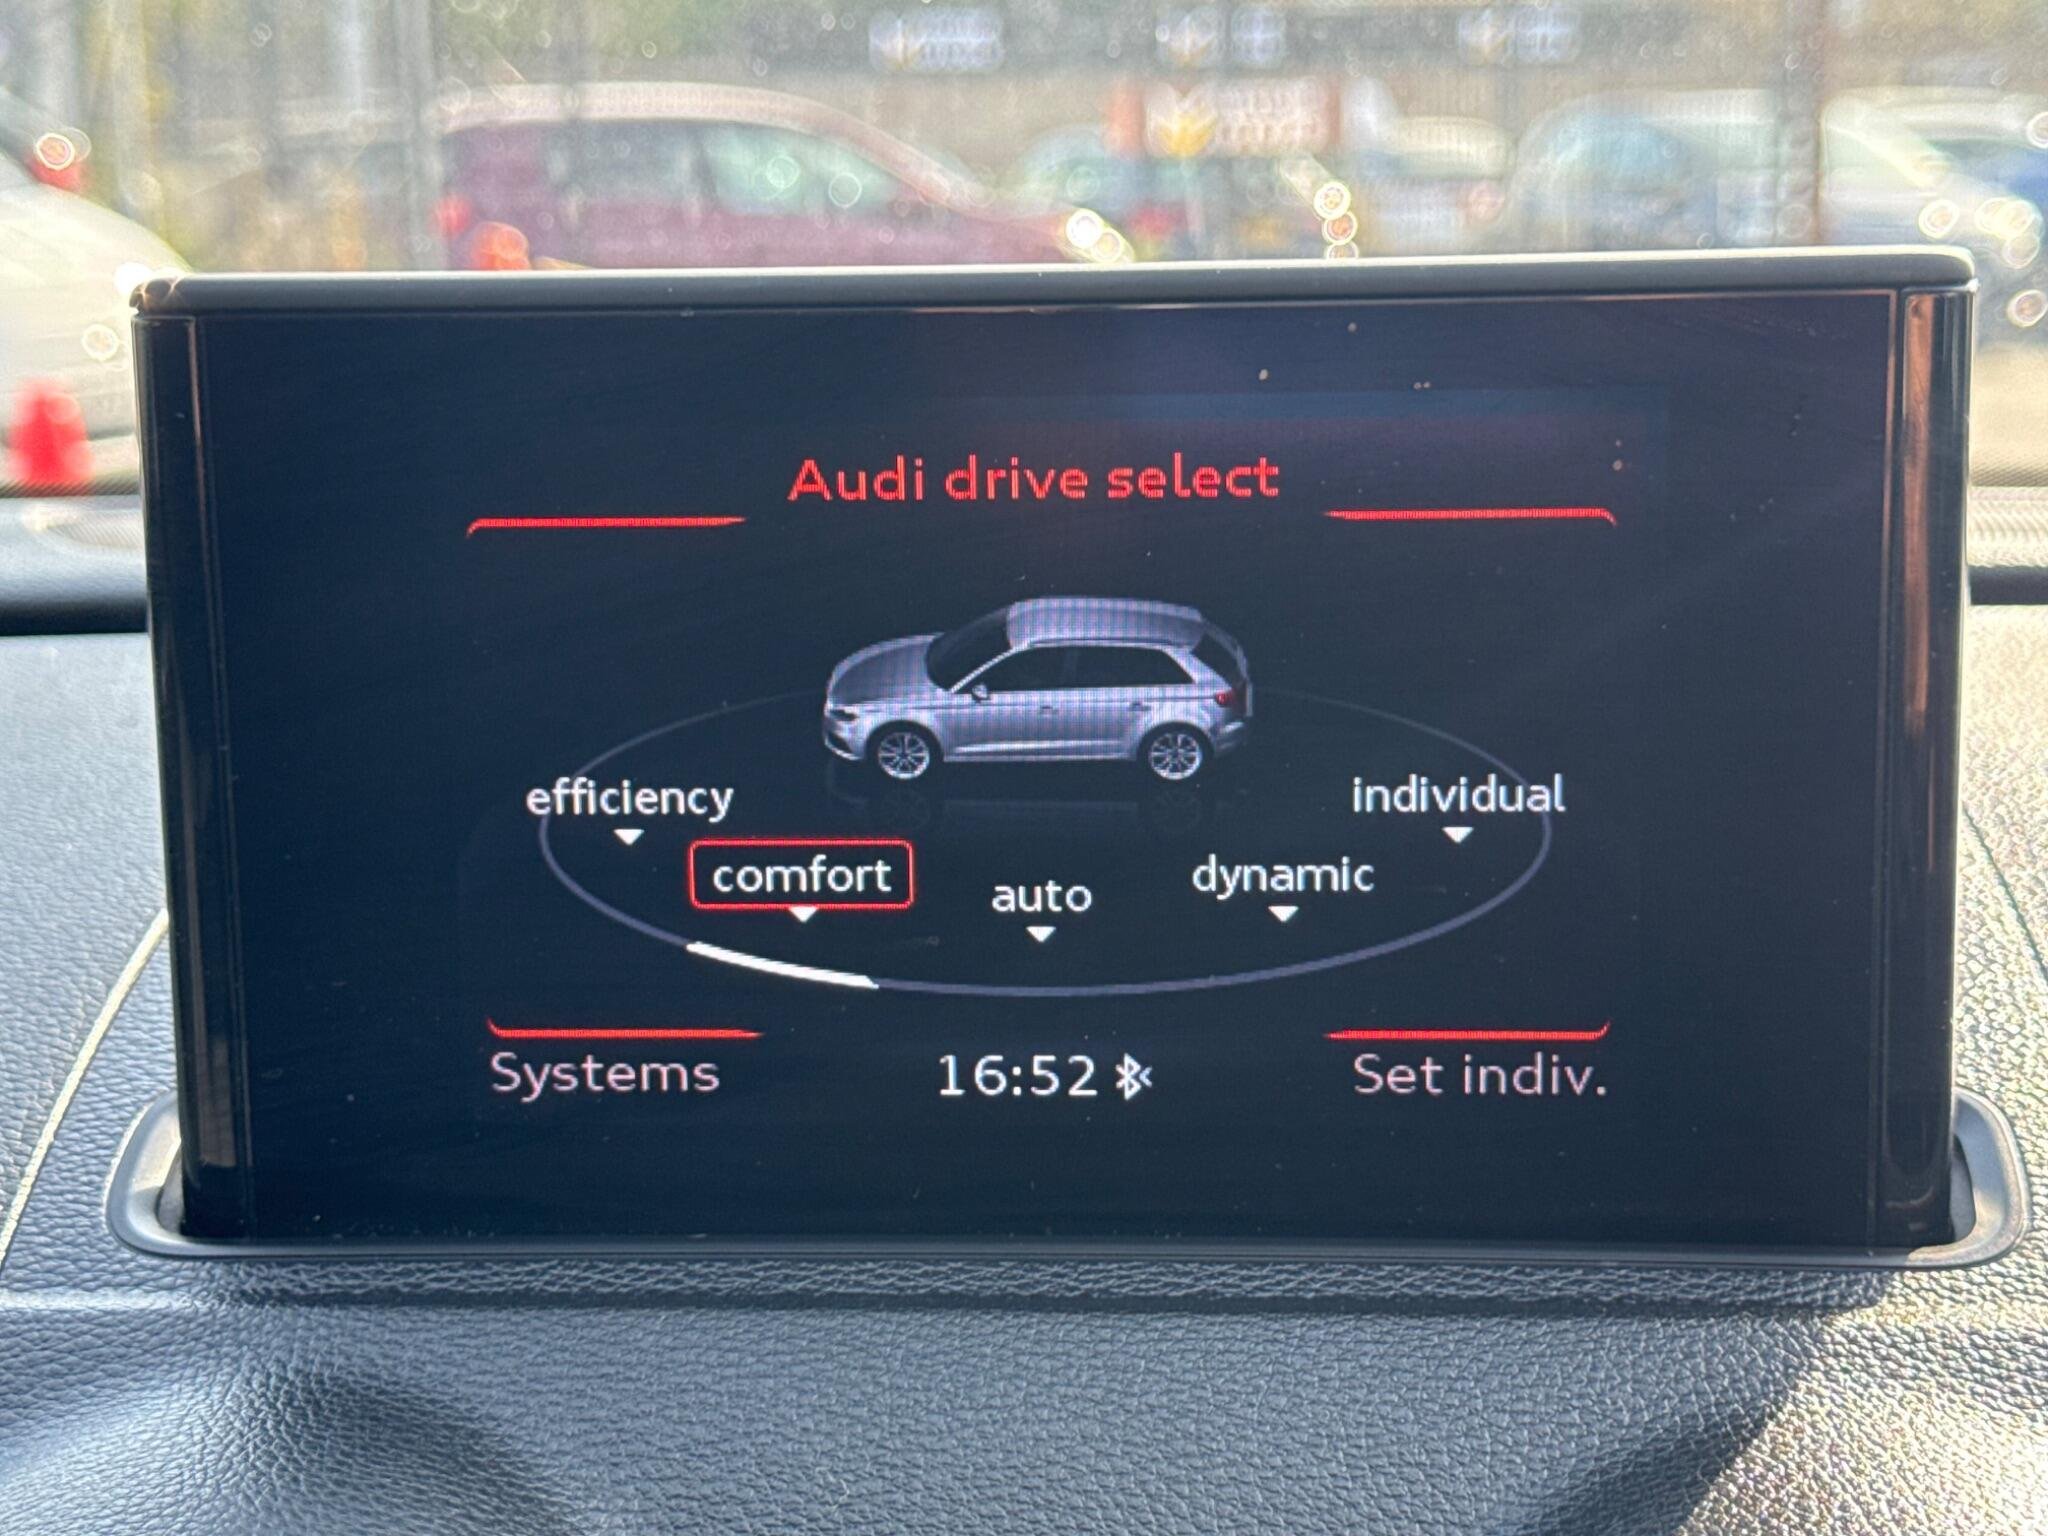 Audi drive select
efficiency
individual
comfort
auto
dynamic
Systems
16:52
Set indiv.